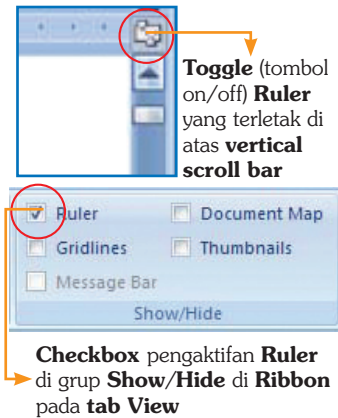 Toggle (tombol
on/off) Ruler
yang terletak di
atas vertical
scroll bar
Ruler Document Map
Gridlines Thumbnails
Message Bar
Show/Hide
Checkbox pengaktifan Ruler
di grup Show/Hide di Ribbon
pada tab View